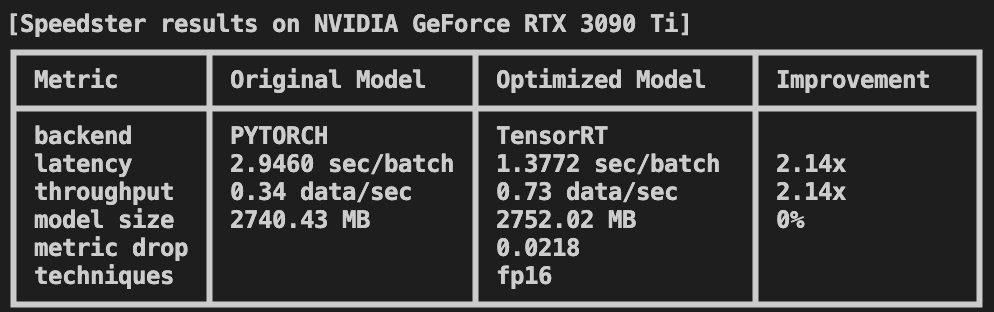 [Speedster results on NVIDIA GeForce RTX 3090 Ti]
Metric Original Model Optimized Model Improvement
backend PYTORCH TensorRT
latency 2.9460 sec/batch 1.3772 sec/batch 2.14x
throughput 0.34 data/sec 0.73 data/sec 2.14x
model size 2740.43 MB 2752.02 MB 0%
metric drop 0.0218
techniques fp16